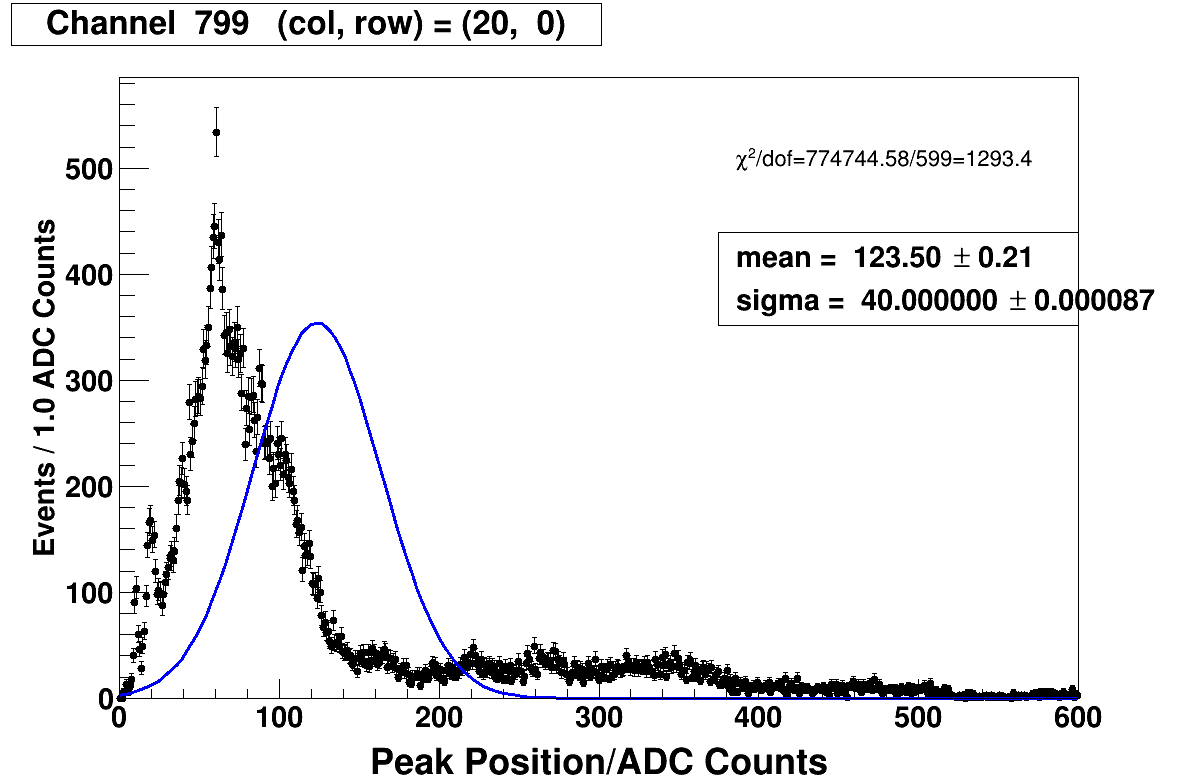 Channel 799 (col, row) = (20, 0)
χ²/dof=774744.58/599=1293.4
mean = 123.50 ± 0.21
sigma = 40.000000 ± 0.000087
Events / 1.0 ADC Counts
500
400
300
200
100
0
0 100 200 300 400 500 600
Peak Position/ADC Counts